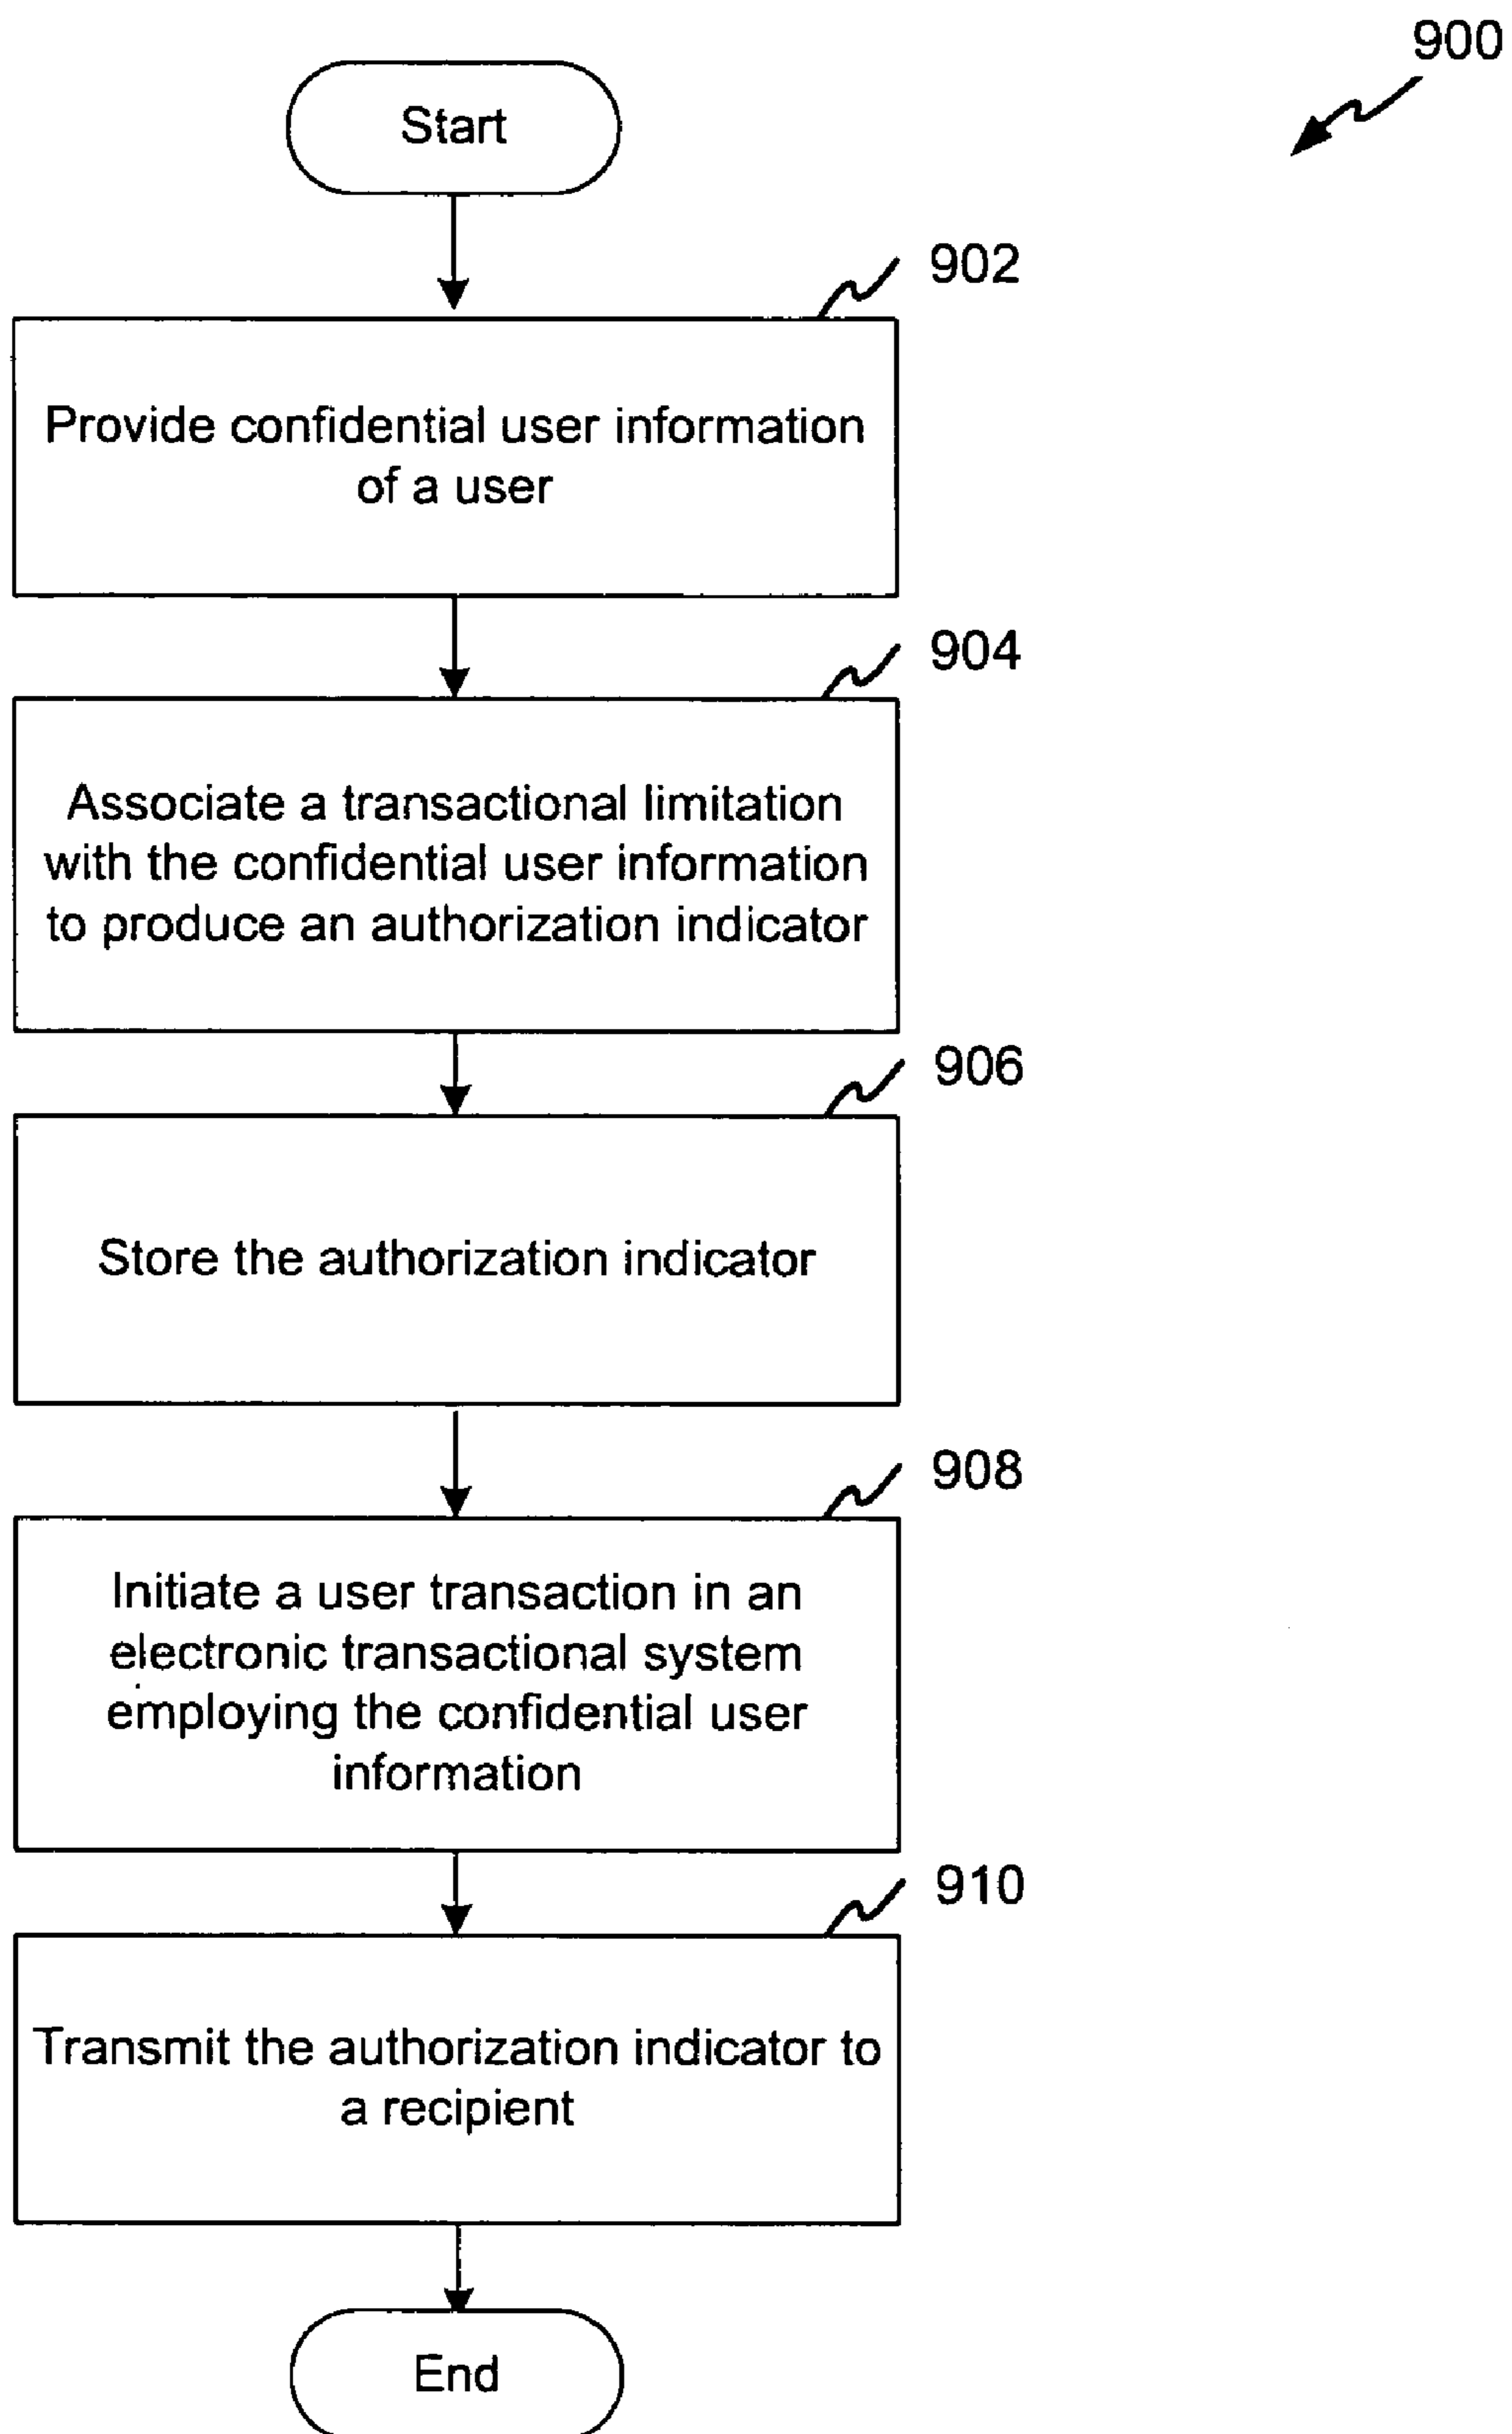 900
Start
902
Provide confidential user information
of a user
904
Associate a transactional limitation
with the confidential user information
to produce an authorization indicator
906
Store the authorization indicator
908
Initiate a user transaction in an
electronic transactional system
employing the confidential user
information
910
Transmit the authorization indicator to
a recipient
End